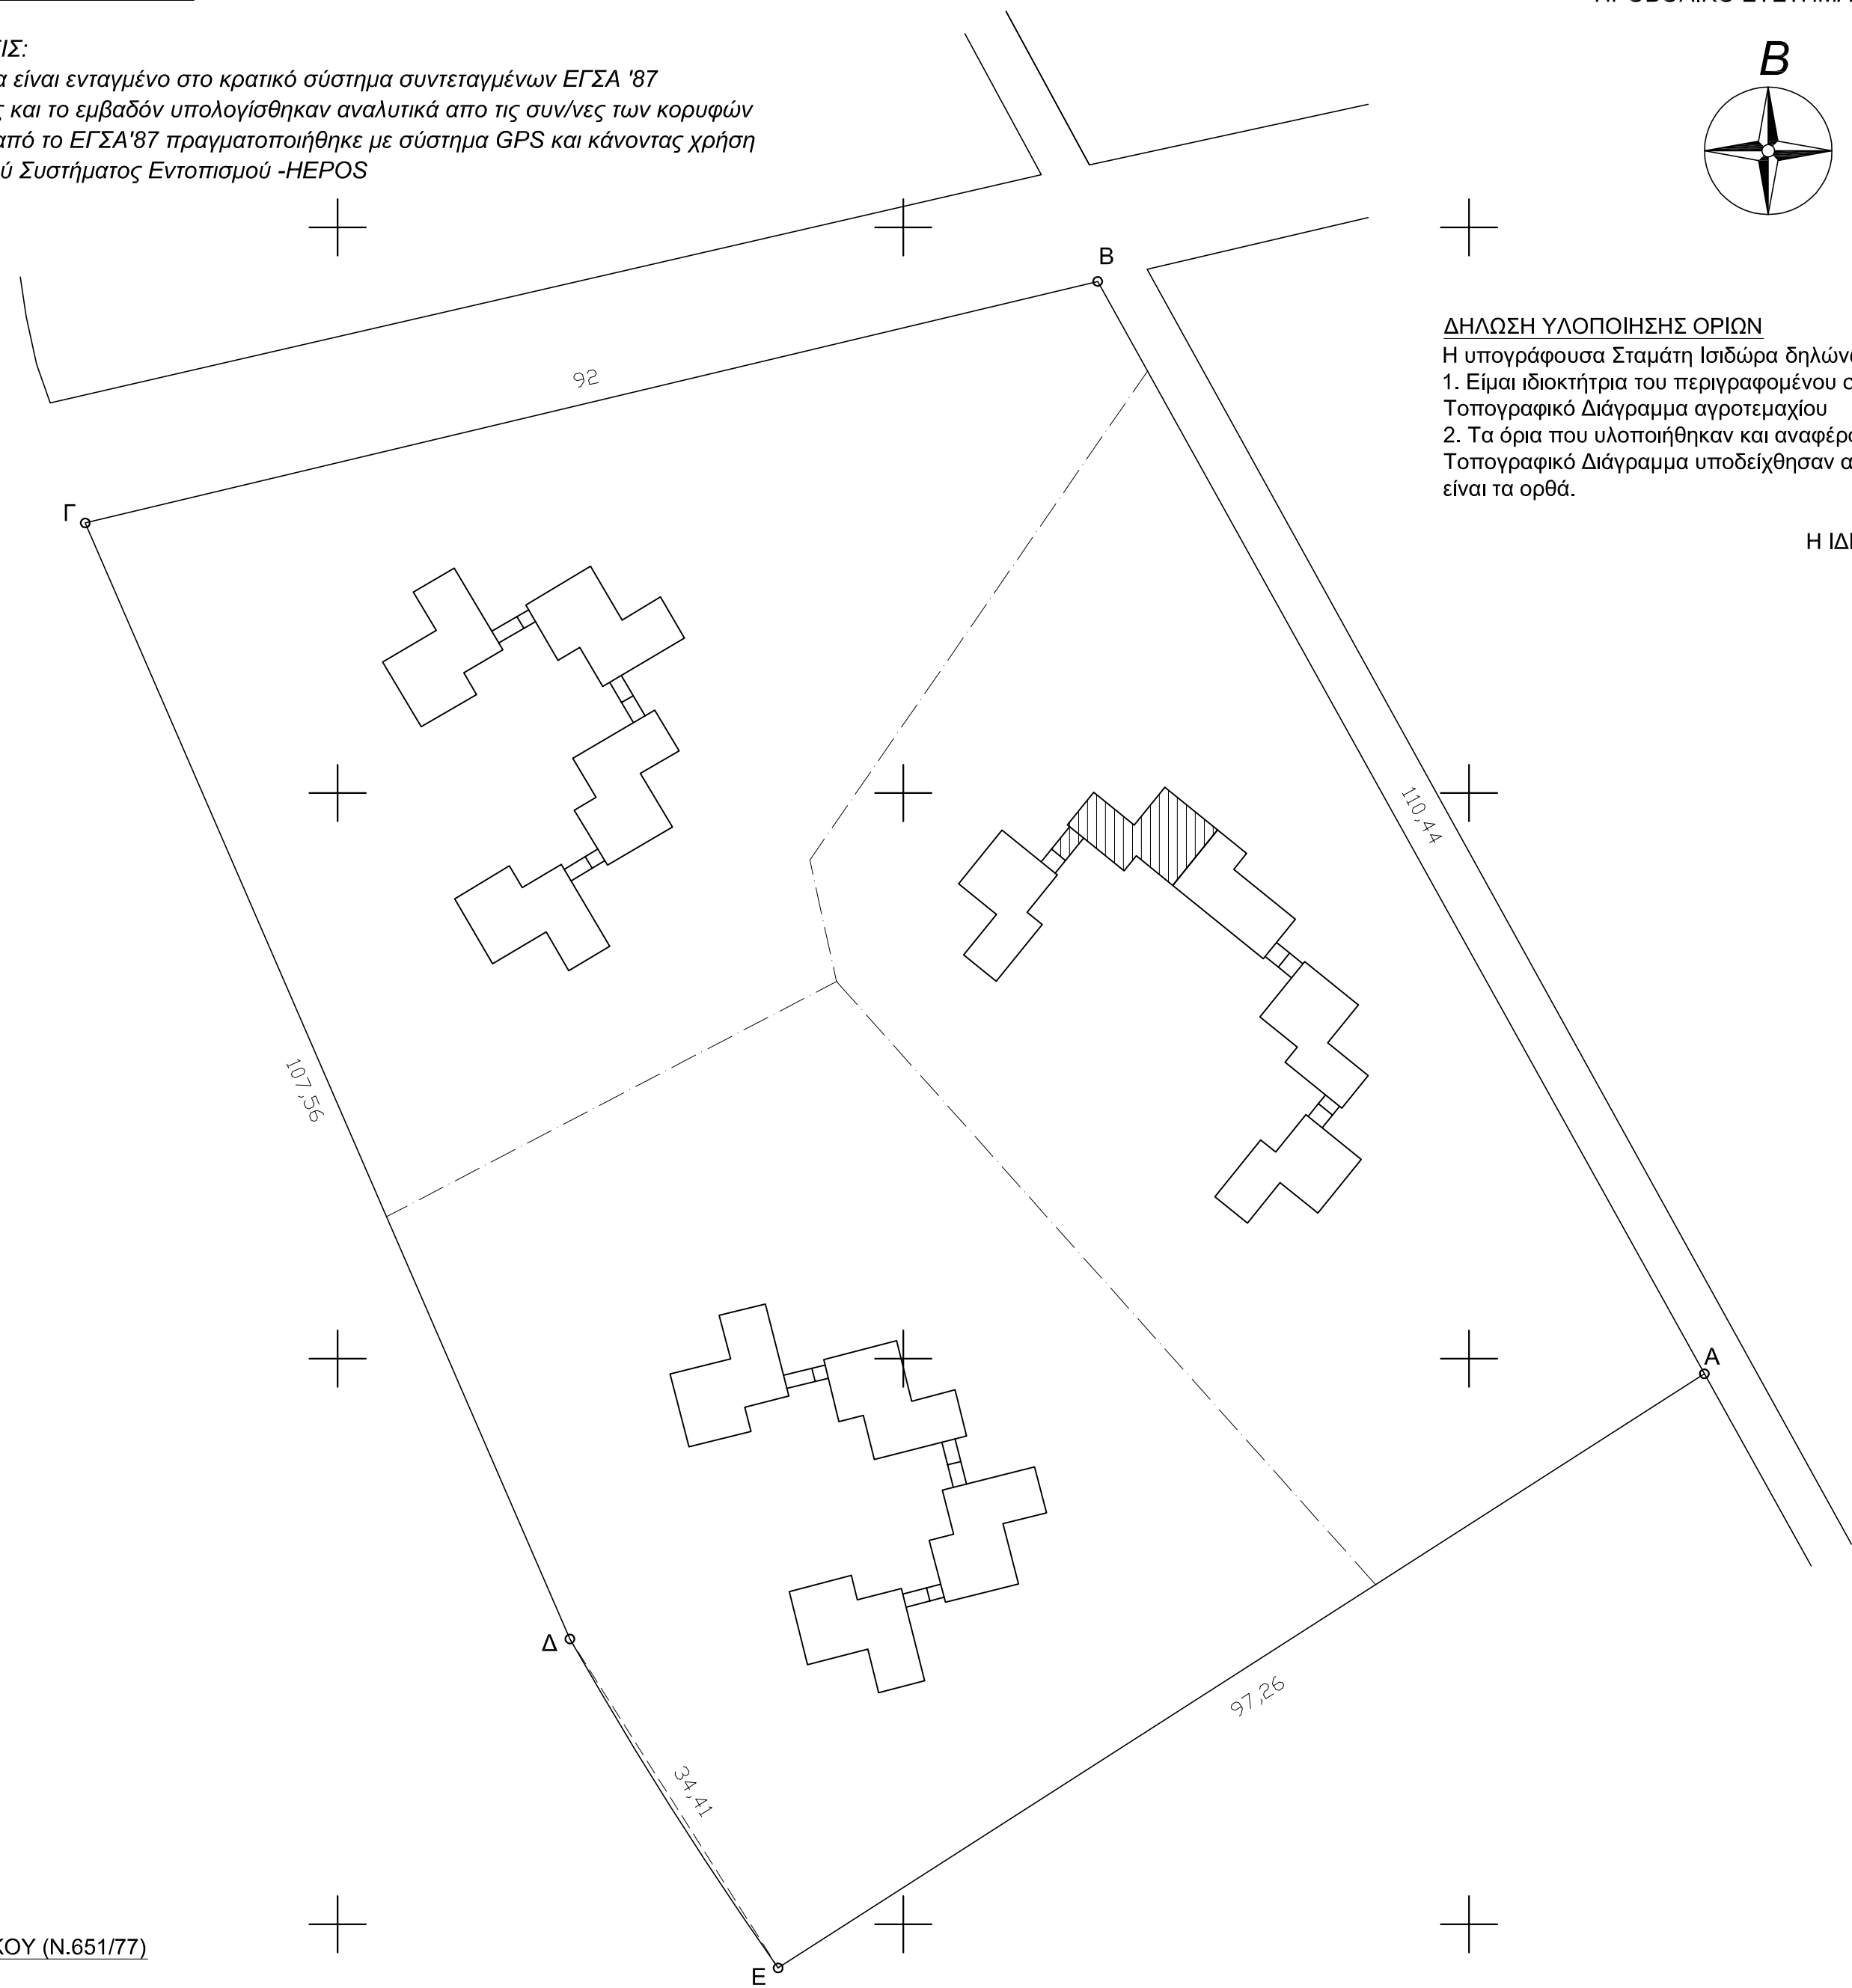 ΙΣ:
α είναι ενταγμένο στο κρατικό σύστημα συντεταγμένων ΕΓΣΑ '87
ς και το εμβαδόν υπολογίσθηκαν αναλυτικά απο τις συν/νες των κορυφών
από το ΕΓΣΑ'87 πραγματοποιήθηκε με σύστημα GPS και κάνοντας χρήση
ύ Συστήματος Εντοπισμού -HEPOS
Β
Β
ΔΗΛΩΣΗ ΥΛΟΠΟΙΗΣΗΣ ΟΡΙΩΝ
Η υπογράφουσα Σταμάτη Ισιδώρα δηλώνω
1. Είμαι ιδιοκτήτρια του περιγραφομένου σ
Τοπογραφικό Διάγραμμα αγροτεμαχίου
2. Τα όρια που υλοποιήθηκαν και αναφέρο
Τοπογραφικό Διάγραμμα υποδείχθησαν α
είναι τα ορθά.
Η ΙΔΙ
92
Γ
110,44
107,56
Α
Δ
97,26
34,41
ΚΟΥ (Ν.651/77)
Ε